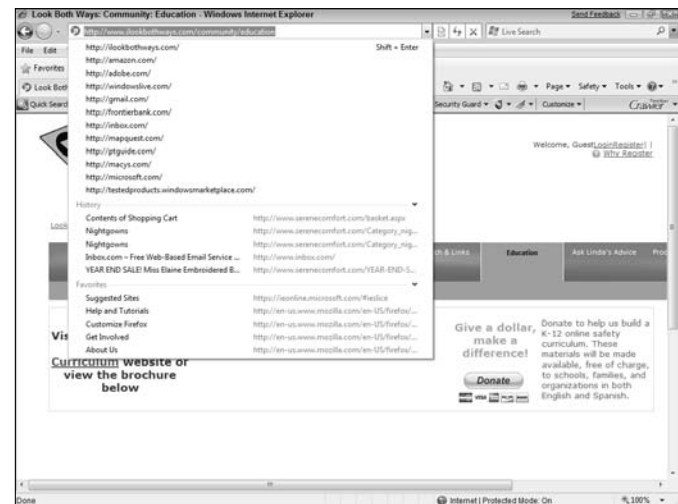 Look Both Ways: Community: Education - Windows Internet Explorer
Send Feedback
http://www.ilookbothways.com/community/education
Live Search
File Edit
http://ilookbothways.com/ Shift + Enter
http://amazon.com/
http://adobe.com/
http://windowslive.com/
http://gmail.com/
http://frontierbank.com/
http://inbox.com/
http://mapquest.com/
http://ptguide.com/
http://macys.com/
http://microsoft.com/
http://testedproducts.windowsmarketplace.com/
Favorites
Look Both
Page Safety Tools
Quick Search
Security Guard Customize Crawler
Welcome, Guest Login Register! |
Why Register
Look
History
Contents of Shopping Cart http://www.serenecomfort.com/basket.aspx
Nightgowns http://www.serenecomfort.com/Category_nig...
Nightgowns http://www.serenecomfort.com/Category_nig...
Inbox.com – Free Web-Based Email Service ... http://www.inbox.com/
YEAR END SALE! Miss Elaine Embroidered B... http://www.serenecomfort.com/YEAR-END-S...
ch & Links Education Ask Linda's Advice Proc
Favorites
Suggested Sites https://ieonline.microsoft.com/#ieslice
Help and Tutorials http://en-us.www.mozilla.com/en-US/firefox/...
Customize Firefox http://en-us.www.mozilla.com/en-US/firefox/...
Get Involved http://en-us.www.mozilla.com/en-US/firefox/...
About Us http://en-us.www.mozilla.com/en-US/firefox/...
Vis
Curriculum website or
view the brochure
below
Give a dollar,
make a
difference!
Donate
VISA
Donate to help us build a
K-12 online safety
curriculum. These
materials will be made
available, free of charge,
to schools, families, and
organizations in both
English and Spanish.
Done Internet | Protected Mode: On 100%